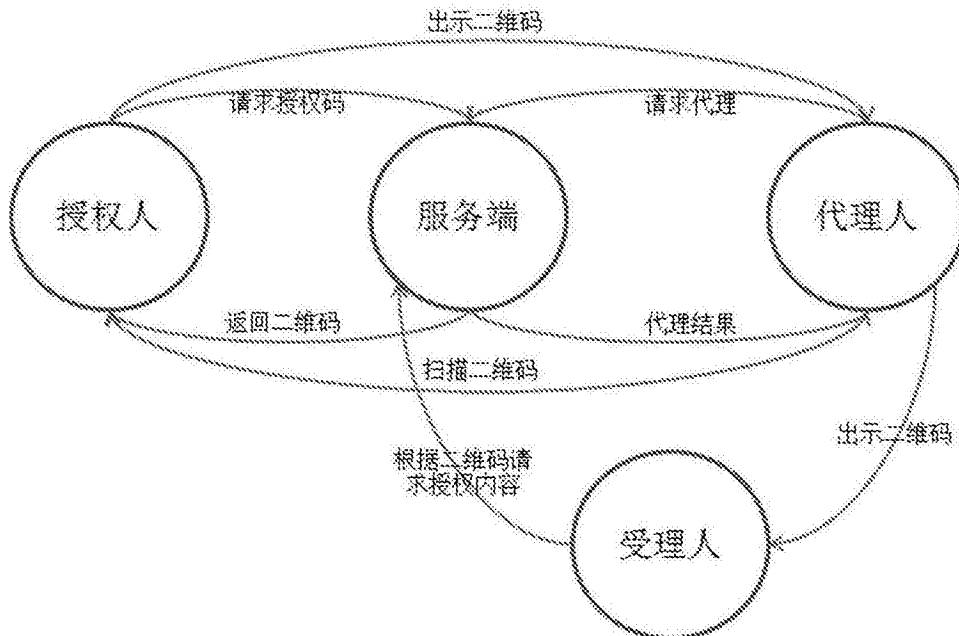 出示二维码
请求授权码
请求代理
授权人
服务端
代理人
返回二维码
代理结果
扫描二维码
出示二维码
根据二维码请
求授权内容
受理人